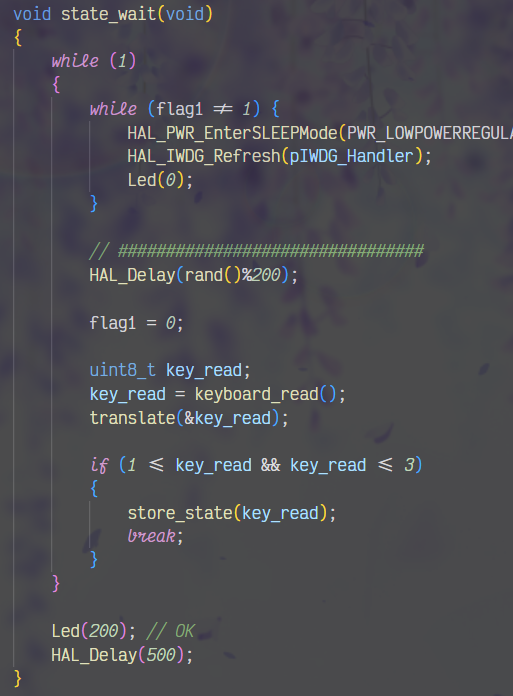 void state_wait(void)
{
while (1)
{
while (flag1 != 1) {
HAL_PWR_EnterSLEEPMode(PWR_LOWPOWERREGULA
HAL_IWDG_Refresh(pIWDG_Handler);
Led(0);
}
// ################################
HAL_Delay(rand()%200);
flag1 = 0;
uint8_t key_read;
key_read = keyboard_read();
translate(&key_read);
if (1 <= key_read && key_read <= 3)
{
store_state(key_read);
break;
}
}
Led(200); // OK
HAL_Delay(500);
}